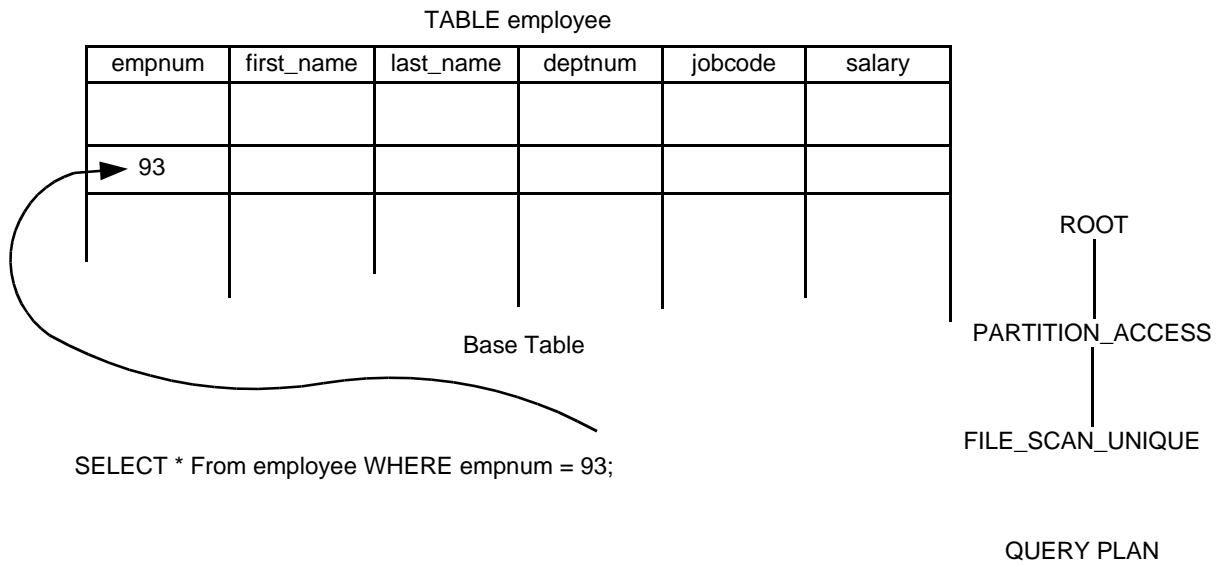 TABLE employee
empnum first_name last_name deptnum jobcode salary
93
ROOT
PARTITION_ACCESS
Base Table
FILE_SCAN_UNIQUE
SELECT * From employee WHERE empnum = 93;
QUERY PLAN